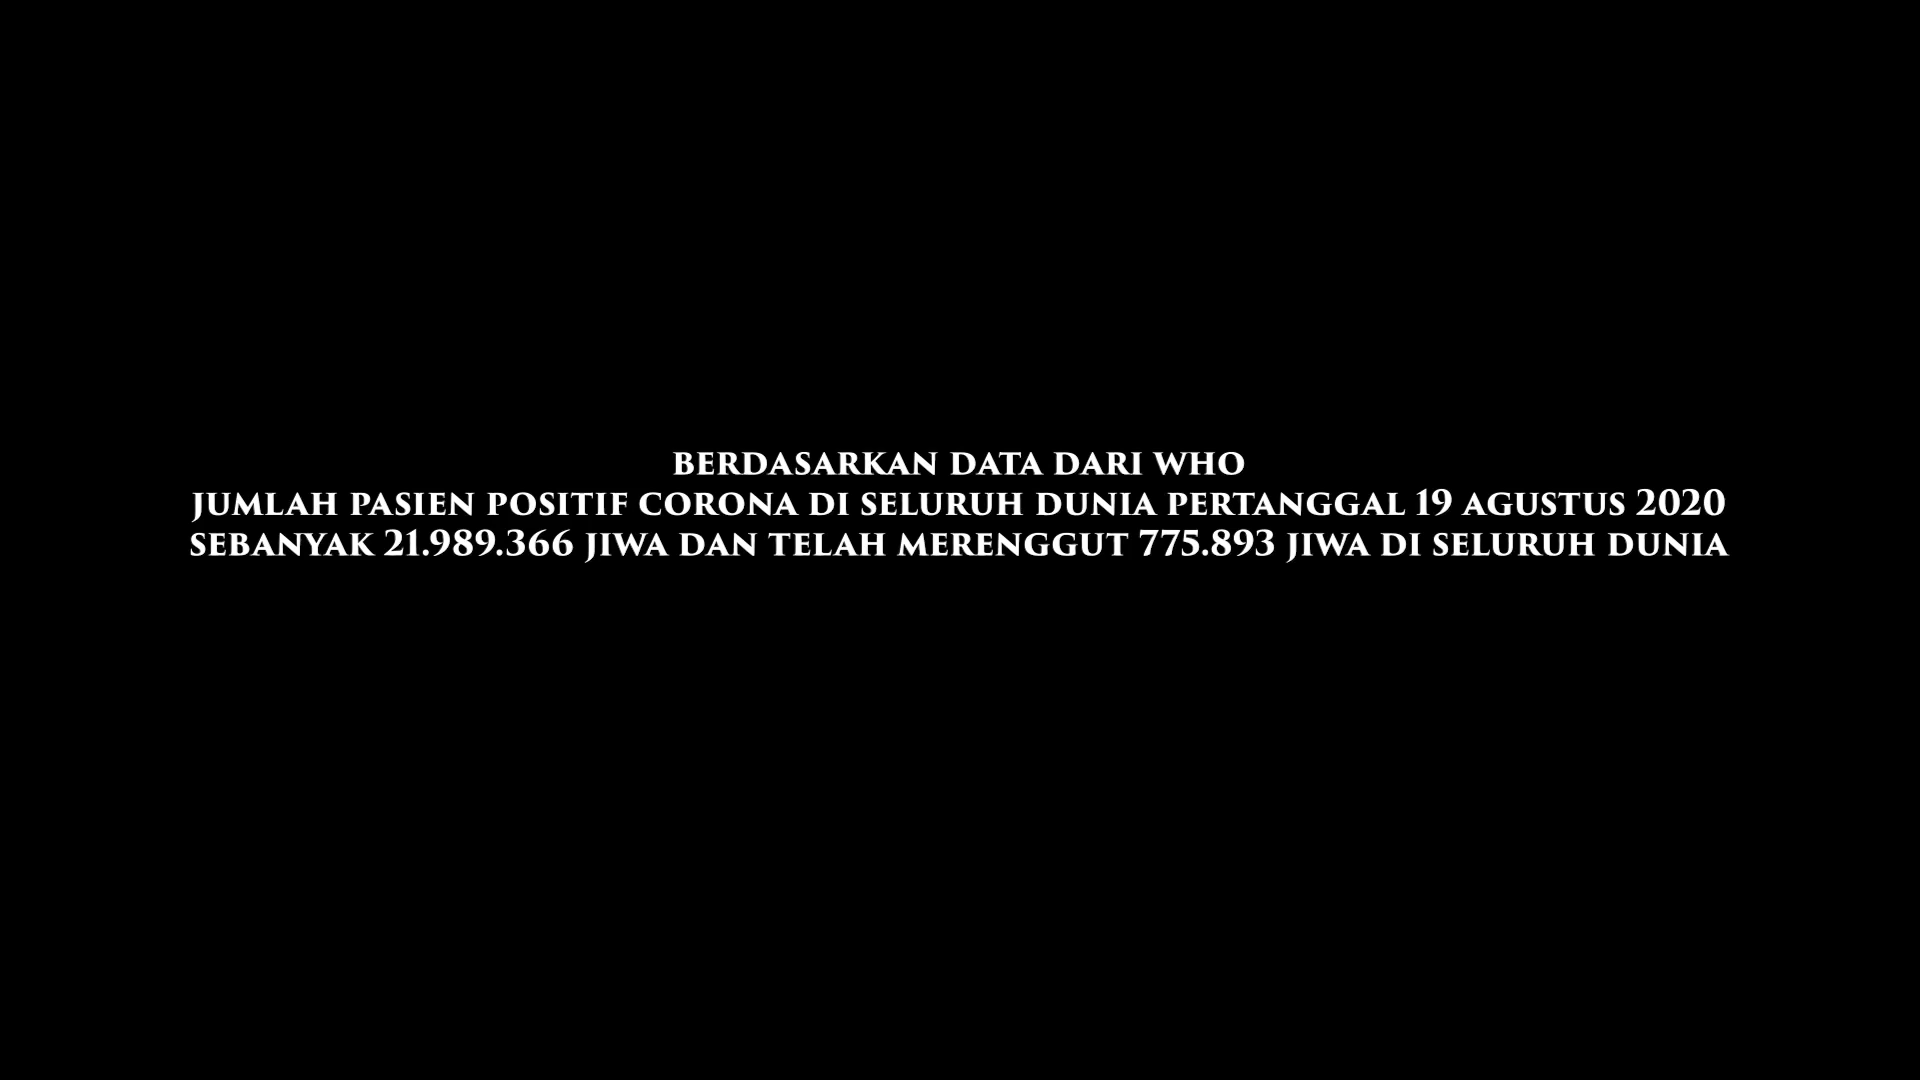 BERDASARKAN DATA DARI WHO
JUMLAH PASIEN POSITIF CORONA DI SELURUH DUNIA PERTANGGAL 19 AGUSTUS 2020
SEBANYAK 21.989.366 JIWA DAN TELAH MERENGGUT 775.893 JIWA DI SELURUH DUNIA